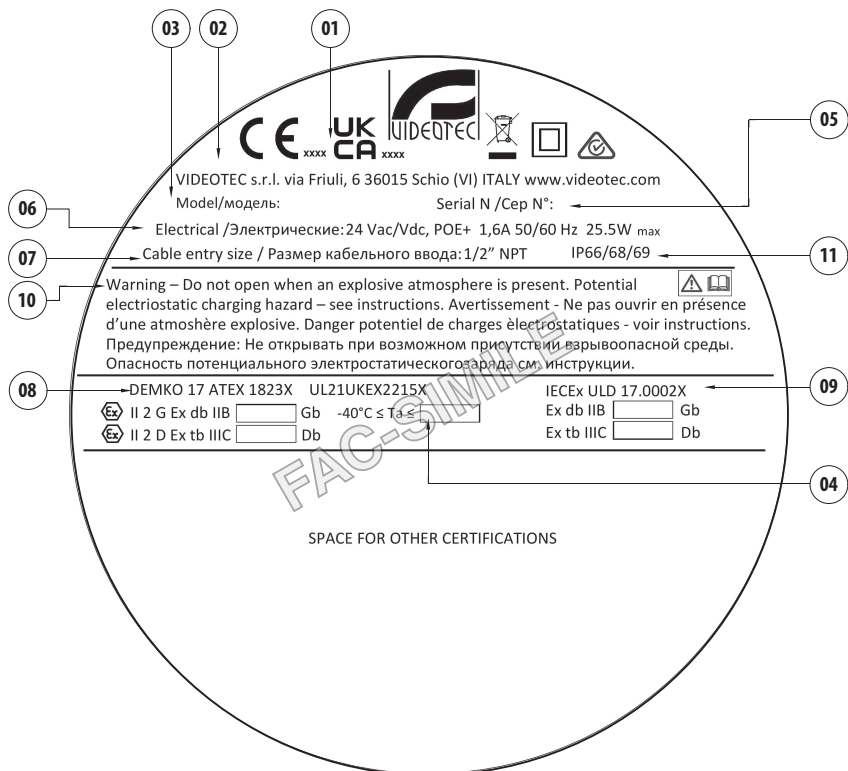 03 02 01
CE xxxx UK CA xxxx VIDEOTEC
05
VIDEOTEC s.r.l. via Friuli, 6 36015 Schio (VI) ITALY www.videotec.com
Model/модель: Serial N /Сер N°:
06
Electrical /Электрические:24 Vac/Vdc, POE+ 1,6A 50/60 Hz 25.5W max
07 Cable entry size / Размер кабельного ввода:1/2” NPT IP66/68/69 11
10 Warning – Do not open when an explosive atmosphere is present. Potential
electriostatic charging hazard – see instructions. Avertissement - Ne pas ouvrir en présence
d’une atmoshère explosive. Danger potentiel de charges èlectrostatiques - voir instructions.
Предупреждение: Не открывать при возможном присутствии взрывоопасной среды.
Опасность потенциального электростатическогозаряда см. инструкции.
08 DEMKO 17 ATEX 1823X UL21UKEX2215X IECEx ULD 17.0002X 09
Ex II 2 G Ex db IIB Gb -40°C ≤ Ta ≤ Ex db IIB Gb
Ex II 2 D Ex tb IIIC Db Ex tb IIIC Db
04
FAC-SIMILE
SPACE FOR OTHER CERTIFICATIONS